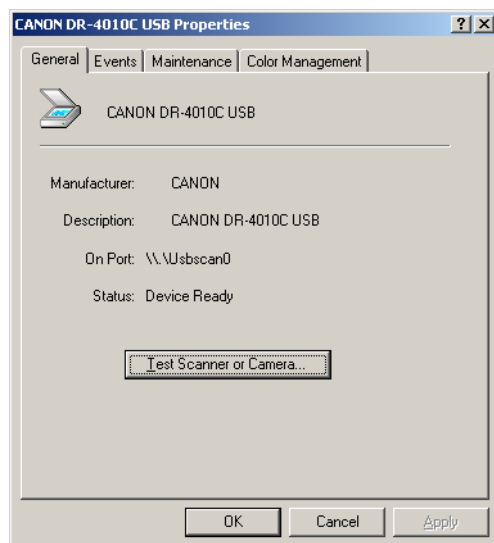 CANON DR-4010C USB Properties
General Events Maintenance Color Management
CANON DR-4010C USB
Manufacturer: CANON
Description: CANON DR-4010C USB
On Port: \\.\Usbscan0
Status: Device Ready
Test Scanner or Camera...
OK Cancel Apply